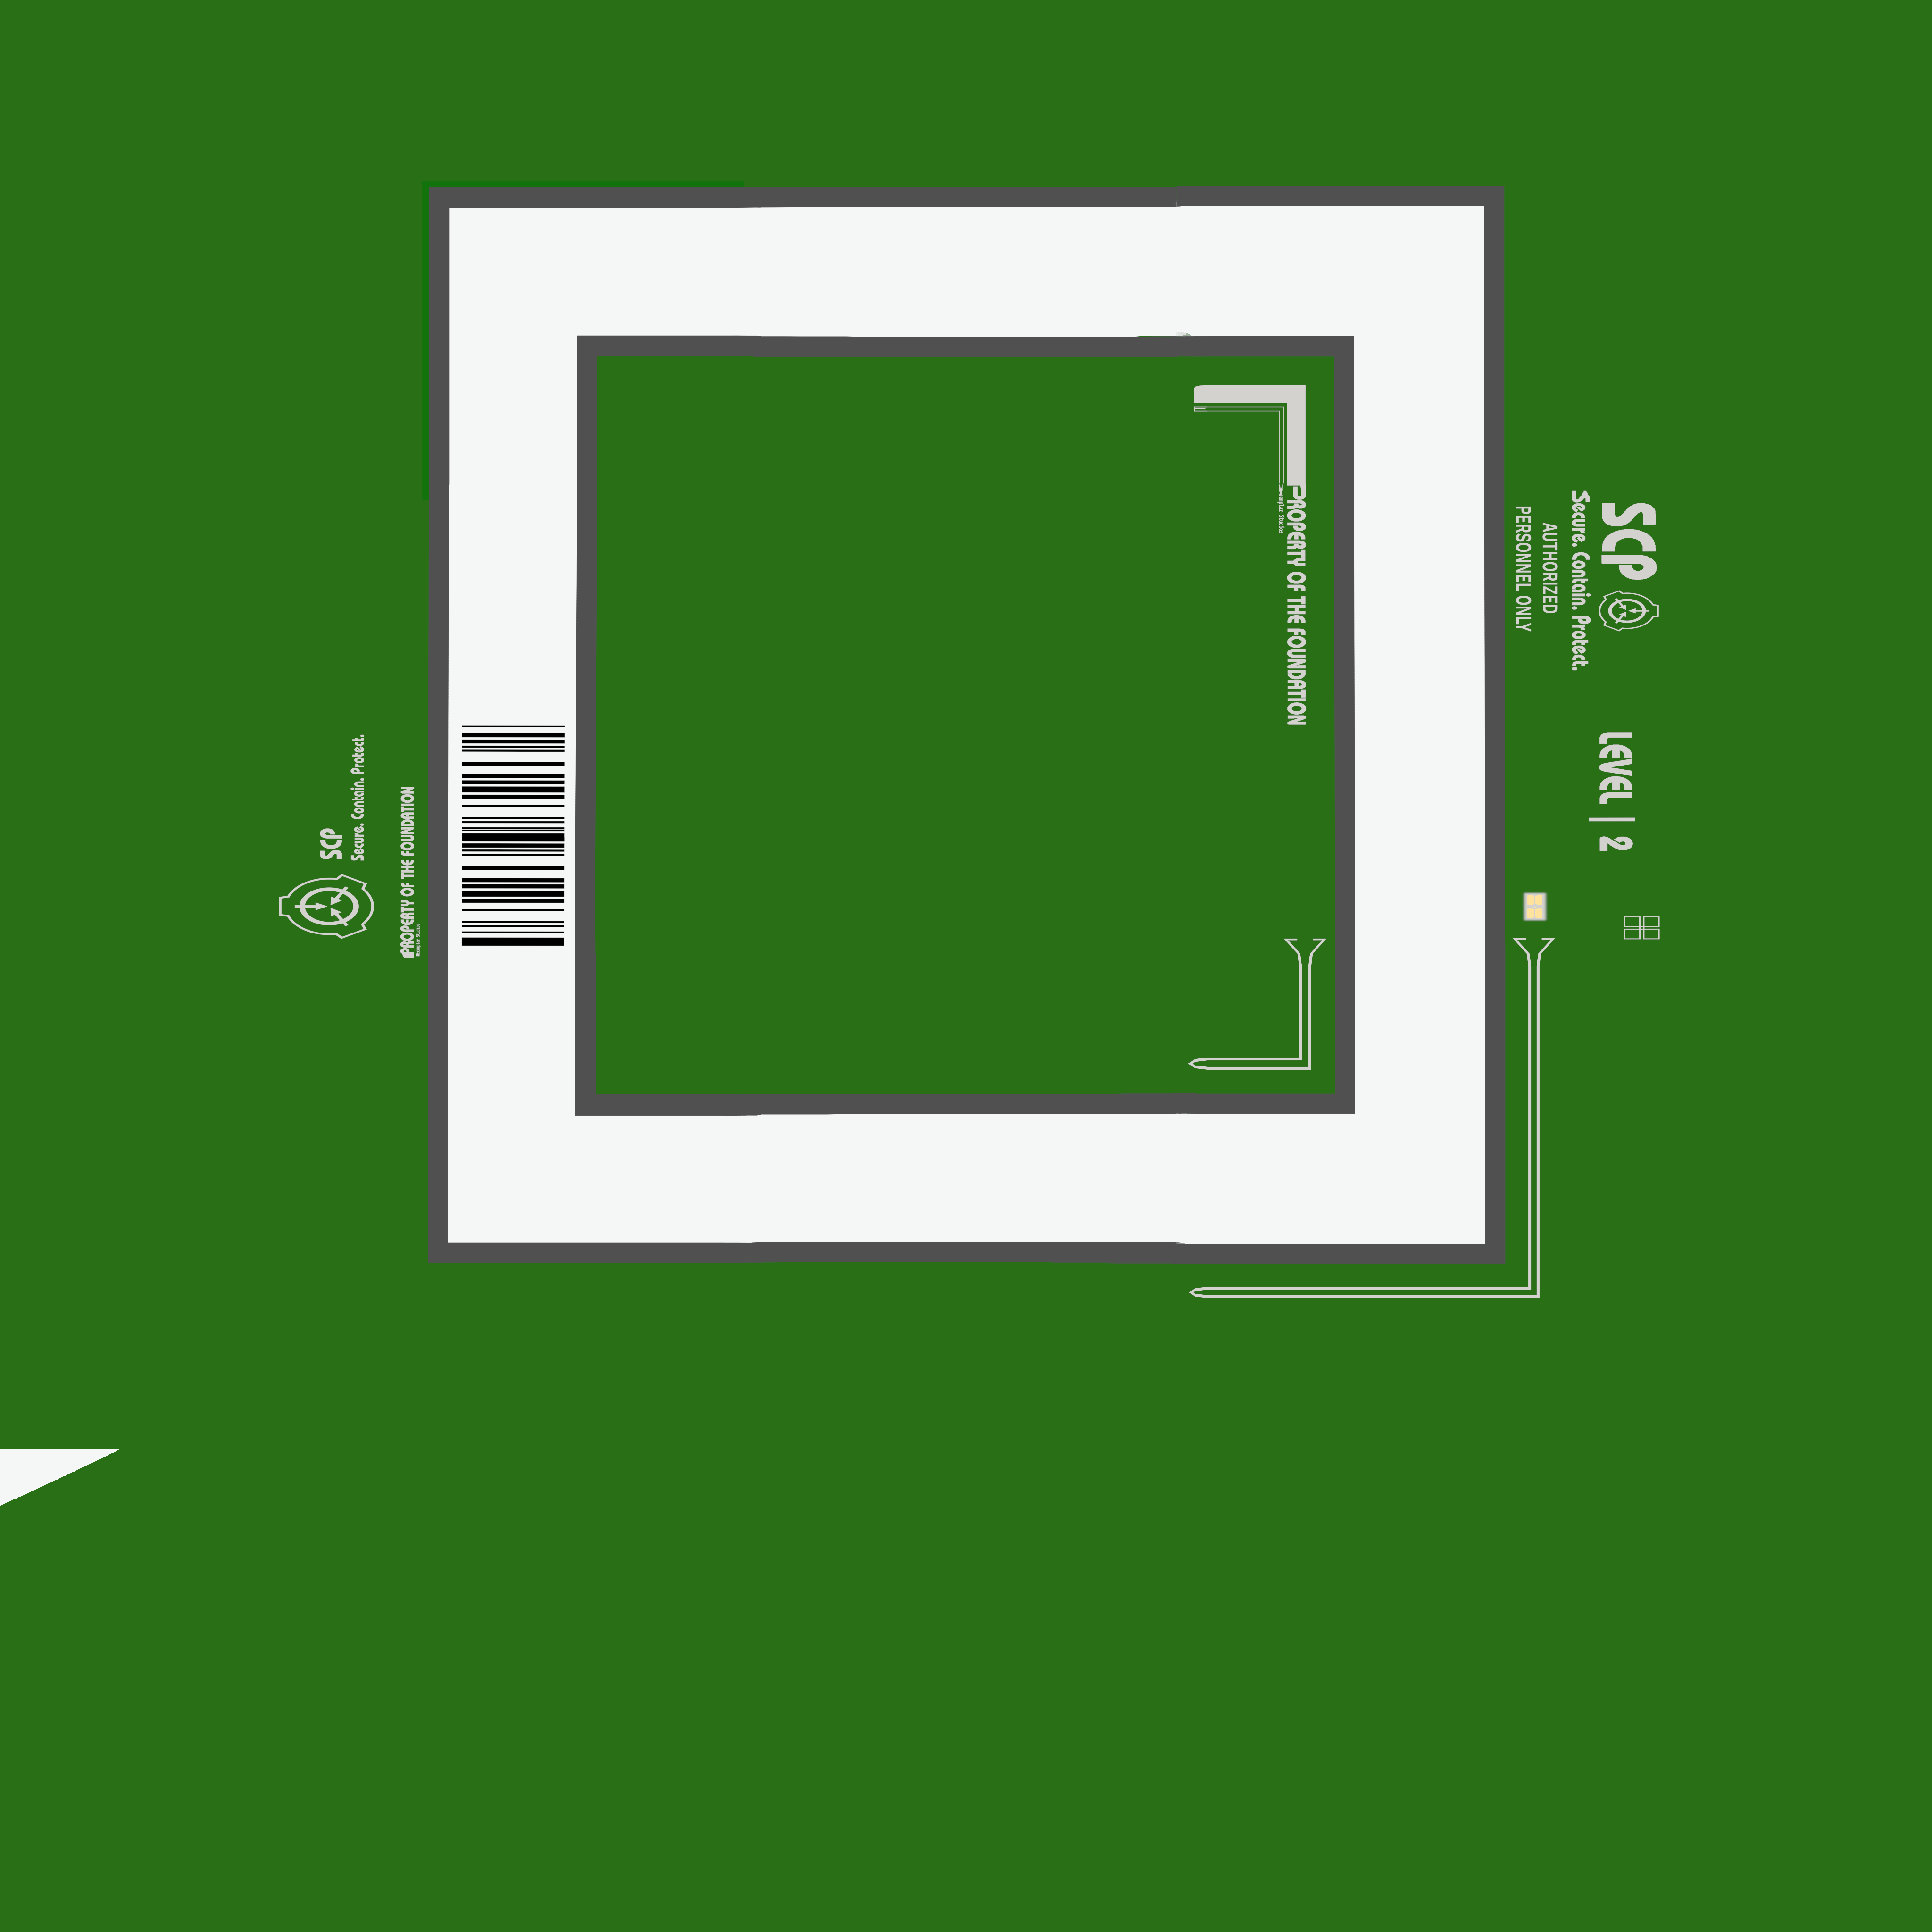 SCP
Secure. Contain. Protect.
AUTHORIZED
PERSONNEL ONLY
LEVEL | 2
PROPERTY OF THE FOUNDATION
SCP
Secure. Contain. Protect.
PROPERTY OF THE FOUNDATION